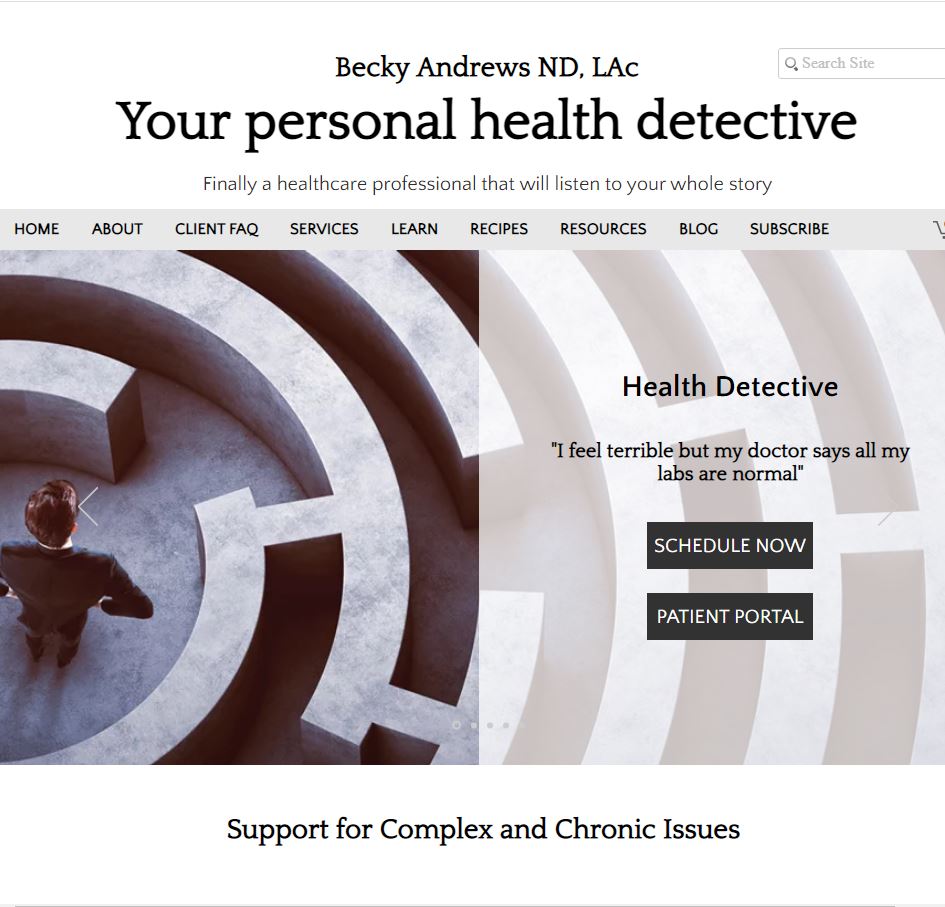 Becky Andrews ND, LAc
Search Site
Your personal health detective
Finally a healthcare professional that will listen to your whole story
HOME ABOUT CLIENT FAQ SERVICES LEARN RECIPES RESOURCES BLOG SUBSCRIBE
Health Detective
"I feel terrible but my doctor says all my
labs are normal"
SCHEDULE NOW
PATIENT PORTAL
Support for Complex and Chronic Issues